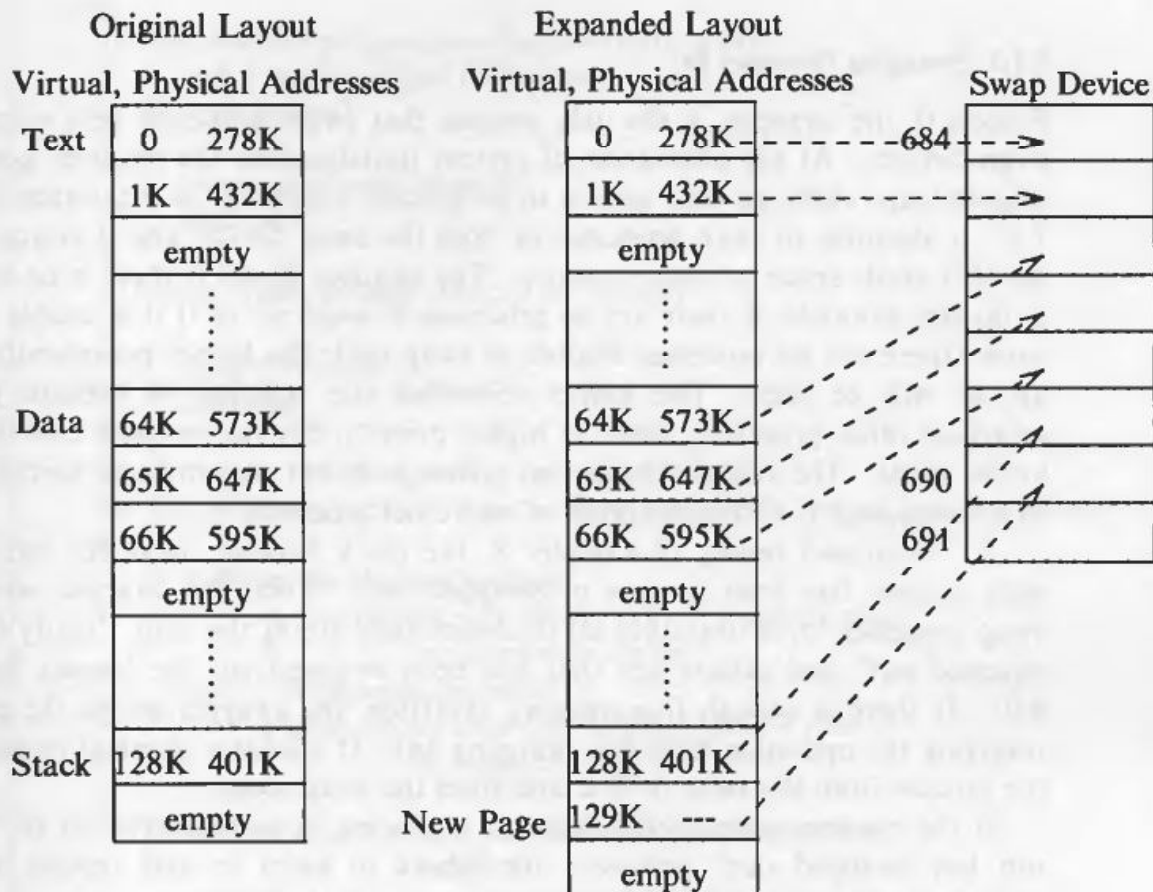 Original Layout Expanded Layout
Virtual, Physical Addresses Virtual, Physical Addresses Swap Device
Text 0 278K 0 278K 684
1K 432K 1K 432K
empty empty
Data 64K 573K 64K 573K
65K 647K 65K 647K 690
66K 595K 66K 595K 691
empty empty
Stack 128K 401K 28K 401K
empty New Page 129K ---
empty